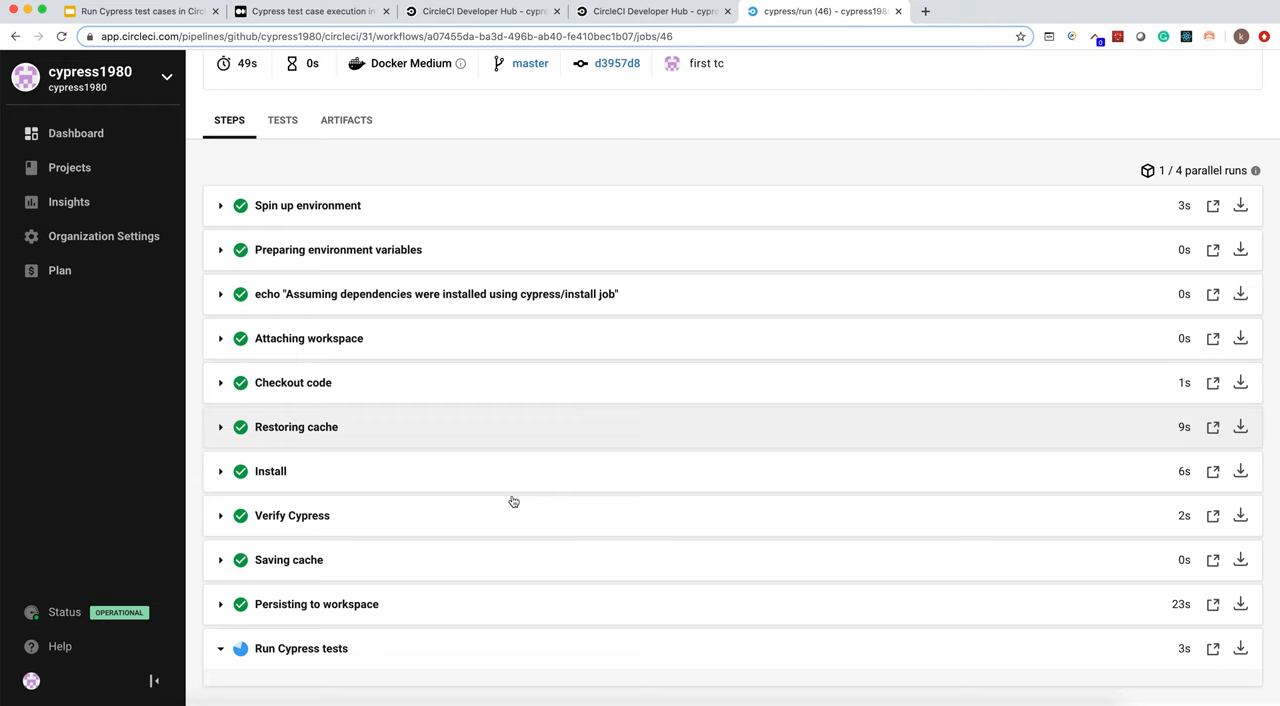 Run Cypress test cases in Circ
Cypress test case execution in
CircleCI Developer Hub - cypre
CircleCI Developer Hub - cypre
cypress/run (46) - cypress198
app.circleci.com/pipelines/github/cypress1980/circleci/31/workflows/a07455da-ba3d-496b-ab40-fe410bec1b07/jobs/46
0
k
cypress1980
cypress1980
Dashboard
Projects
Insights
Organization Settings
Plan
Status OPERATIONAL
Help
49s
0s
Docker Medium
master
d3957d8
first tc
STEPS TESTS ARTIFACTS
1 / 4 parallel runs
Spin up environment 3s
Preparing environment variables 0s
echo "Assuming dependencies were installed using cypress/install job" 0s
Attaching workspace 0s
Checkout code 1s
Restoring cache 9s
Install 6s
Verify Cypress 2s
Saving cache 0s
Persisting to workspace 23s
Run Cypress tests 3s